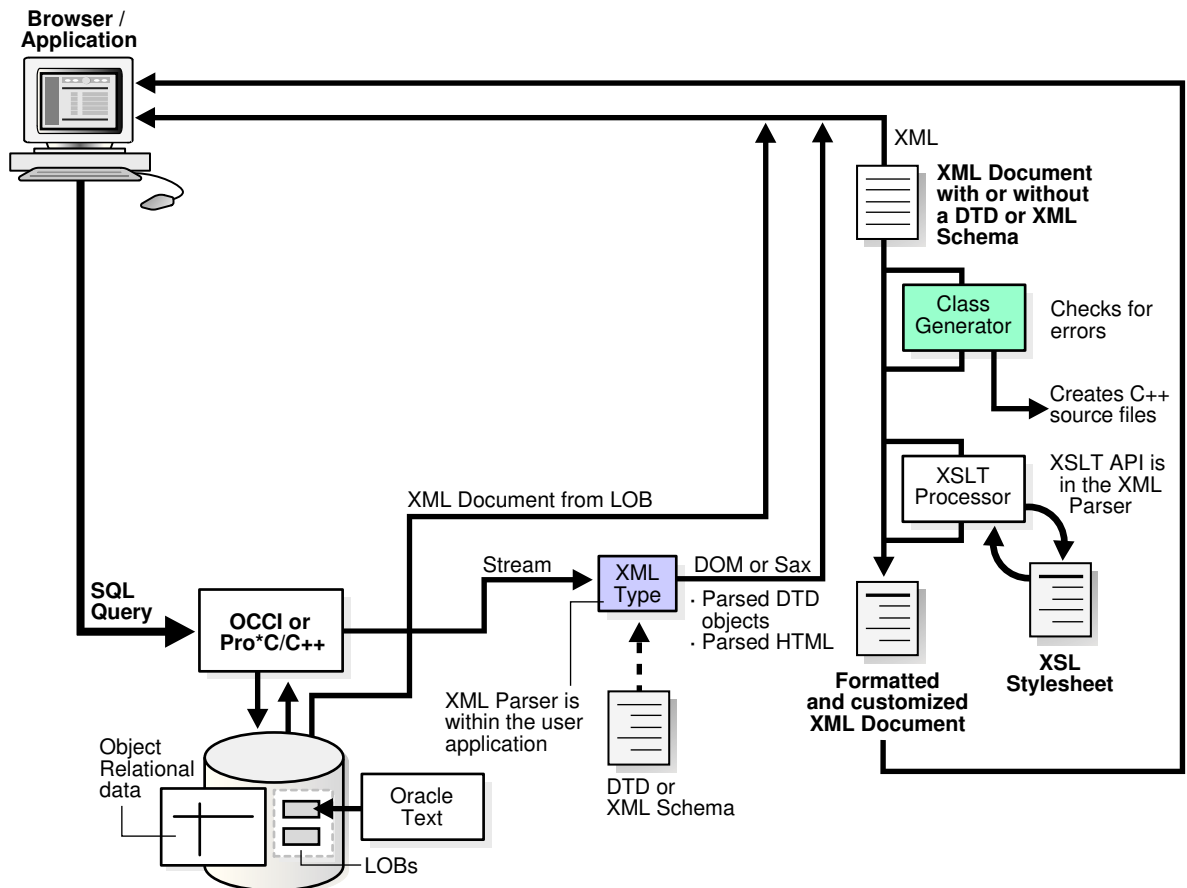 Browser /
Application
XML
XML Document
with or without
a DTD or XML
Schema
Class
Generator
Checks for
errors
Creates C++
source files
XSLT
Processor
XSLT API is
in the XML
Parser
XML Document from LOB
Stream
XML
Type
DOM or Sax
· Parsed DTD
objects
· Parsed HTML
SQL
Query
OCCI or
Pro*C/C++
XSL
Stylesheet
Formatted
and customized
XML Document
XML Parser is
within the user
application
Object
Relational
data
Oracle
Text
DTD or
XML Schema
LOBs